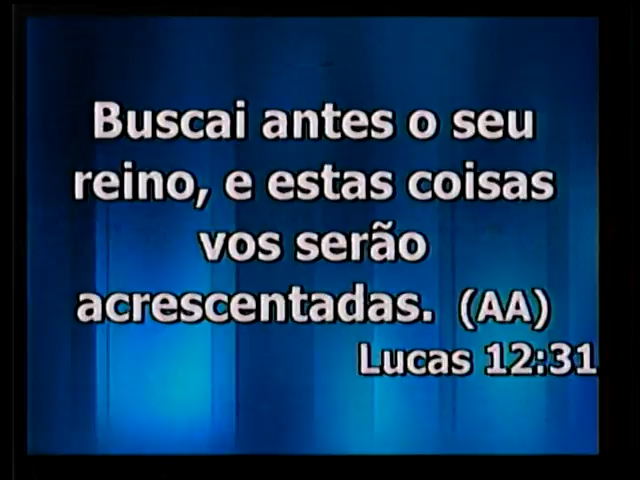 Buscai antes o seu
reino, e estas coisas
vos serão
acrescentadas. (AA)
Lucas 12:31